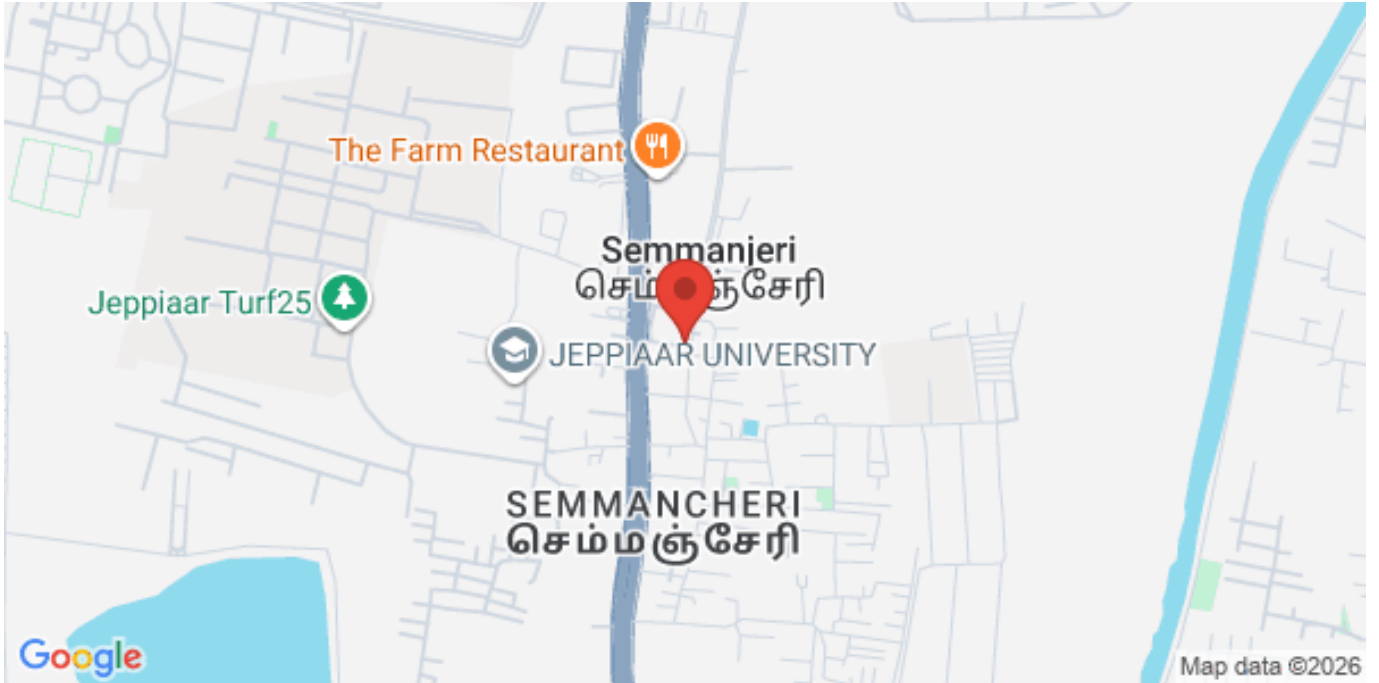 The Farm Restaurant
Semmanjeri
செம்மஞ்சேரி
Jeppiaar Turf25
JEPPIAAR UNIVERSITY
SEMMANCHERI
செம்மஞ்சேரி
Google
Map data ©2026